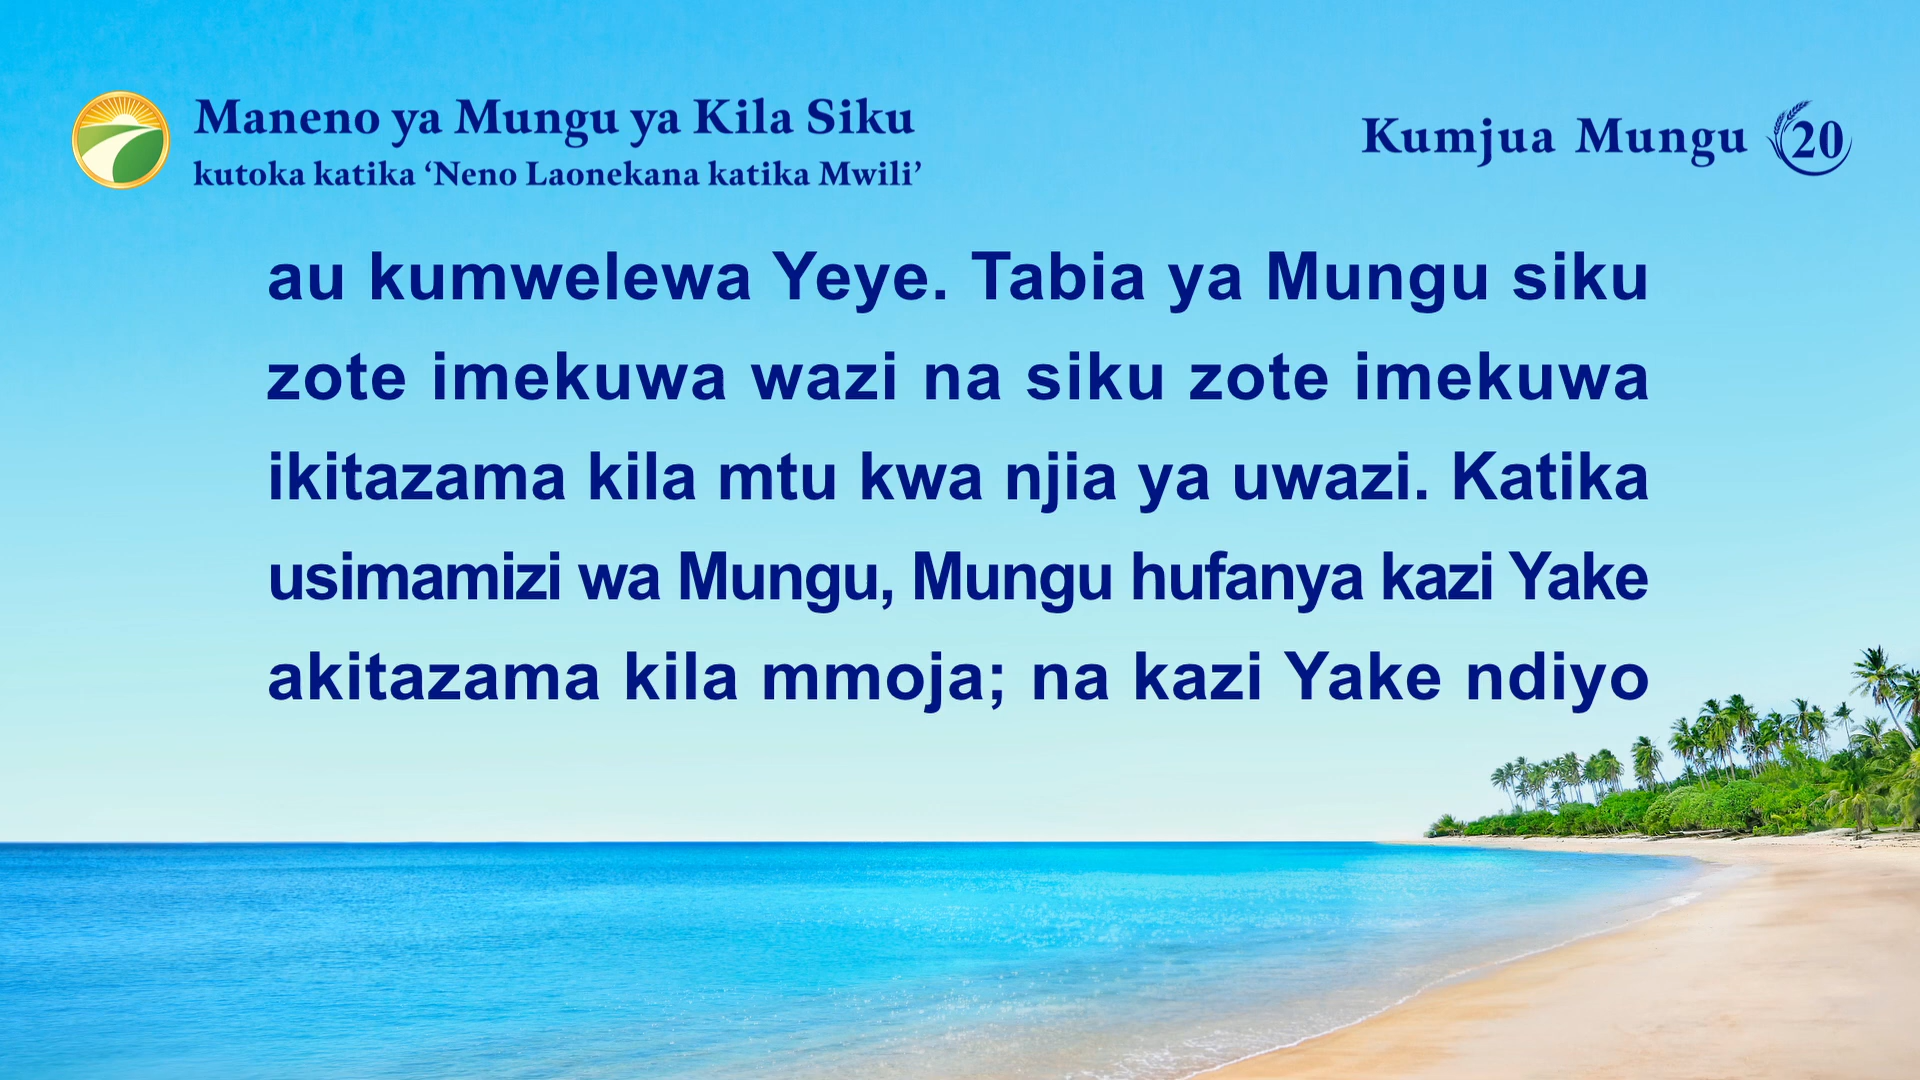 Maneno ya Mungu ya Kila Siku
kutoka katika ‘Neno Laonekana katika Mwili’
Kumjua Mungu 20
au kumwelewa Yeye. Tabia ya Mungu siku
zote imekuwa wazi na siku zote imekuwa
ikitazama kila mtu kwa njia ya uwazi. Katika
usimamizi wa Mungu, Mungu hufanya kazi Yake
akitazama kila mmoja; na kazi Yake ndiyo